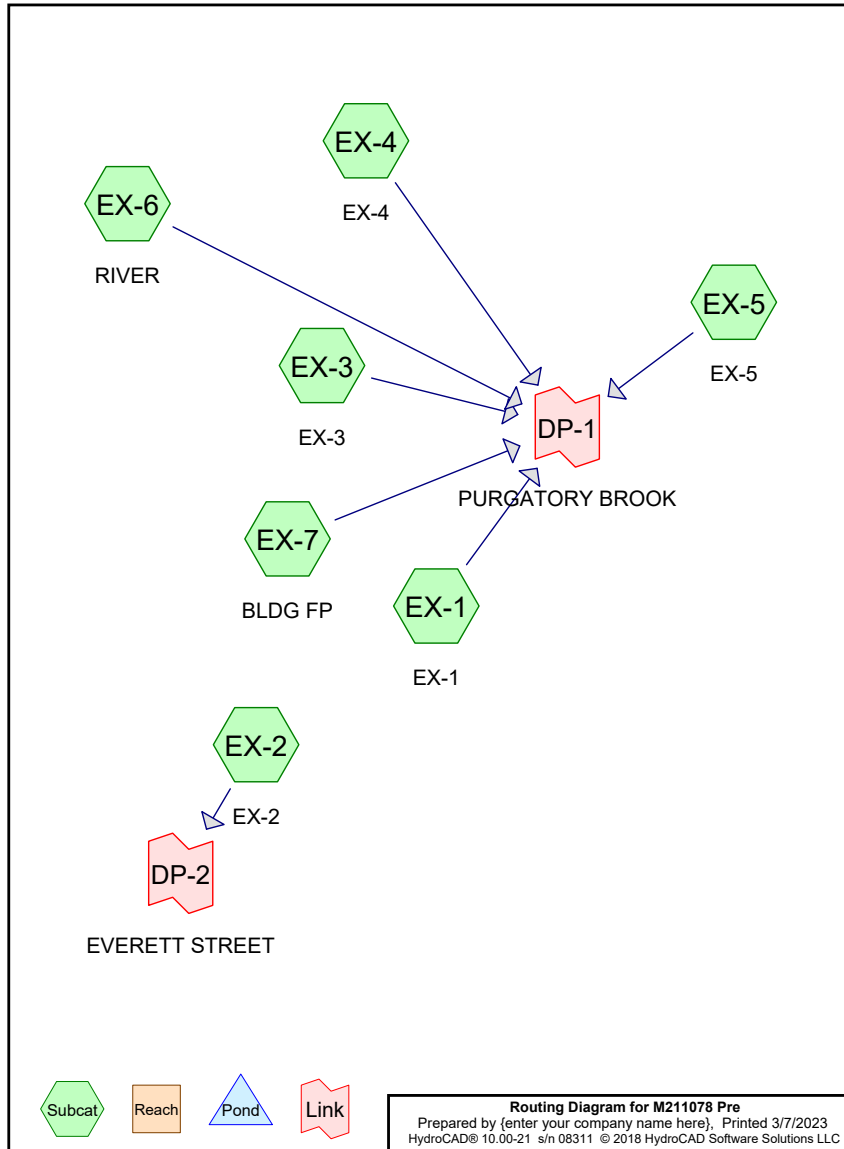 EX-4
EX-4
EX-6
RIVER
EX-5
EX-5
EX-3
EX-3
DP-1
PURGATORY BROOK
EX-7
BLDG FP
EX-1
EX-1
EX-2
EX-2
DP-2
EVERETT STREET
Subcat
Reach
Pond
Link
Routing Diagram for M211078 Pre
Prepared by {enter your company name here}, Printed 3/7/2023
HydroCAD® 10.00-21 s/n 08311 © 2018 HydroCAD Software Solutions LLC